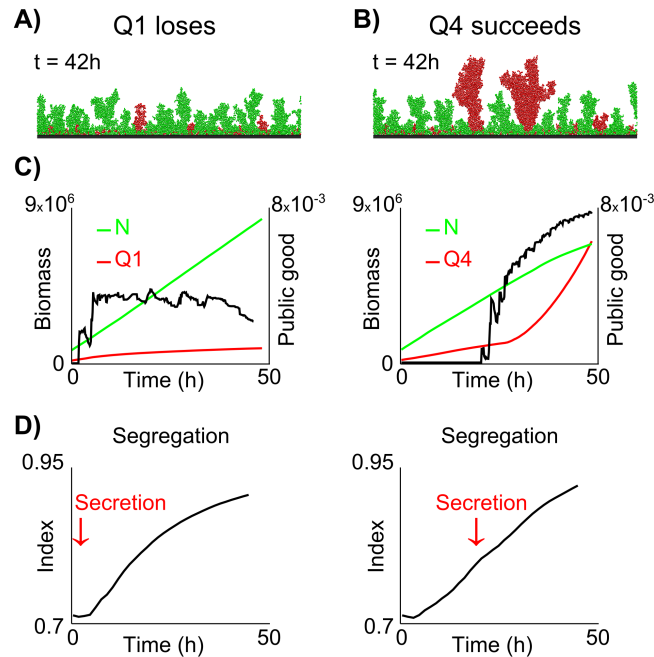 A) Q1 loses
t = 42h
B) Q4 succeeds
t = 42h
C)
9x10^6
8x10^-3
N
Q1
Biomass
Public good
0
0
50
Time (h)
9x10^6
8x10^-3
N
Q4
Biomass
Public good
0
0
50
Time (h)
D)
Segregation
0.95
Secretion
Index
0.7
0
50
Time (h)
Segregation
0.95
Secretion
Index
0.7
0
50
Time (h)